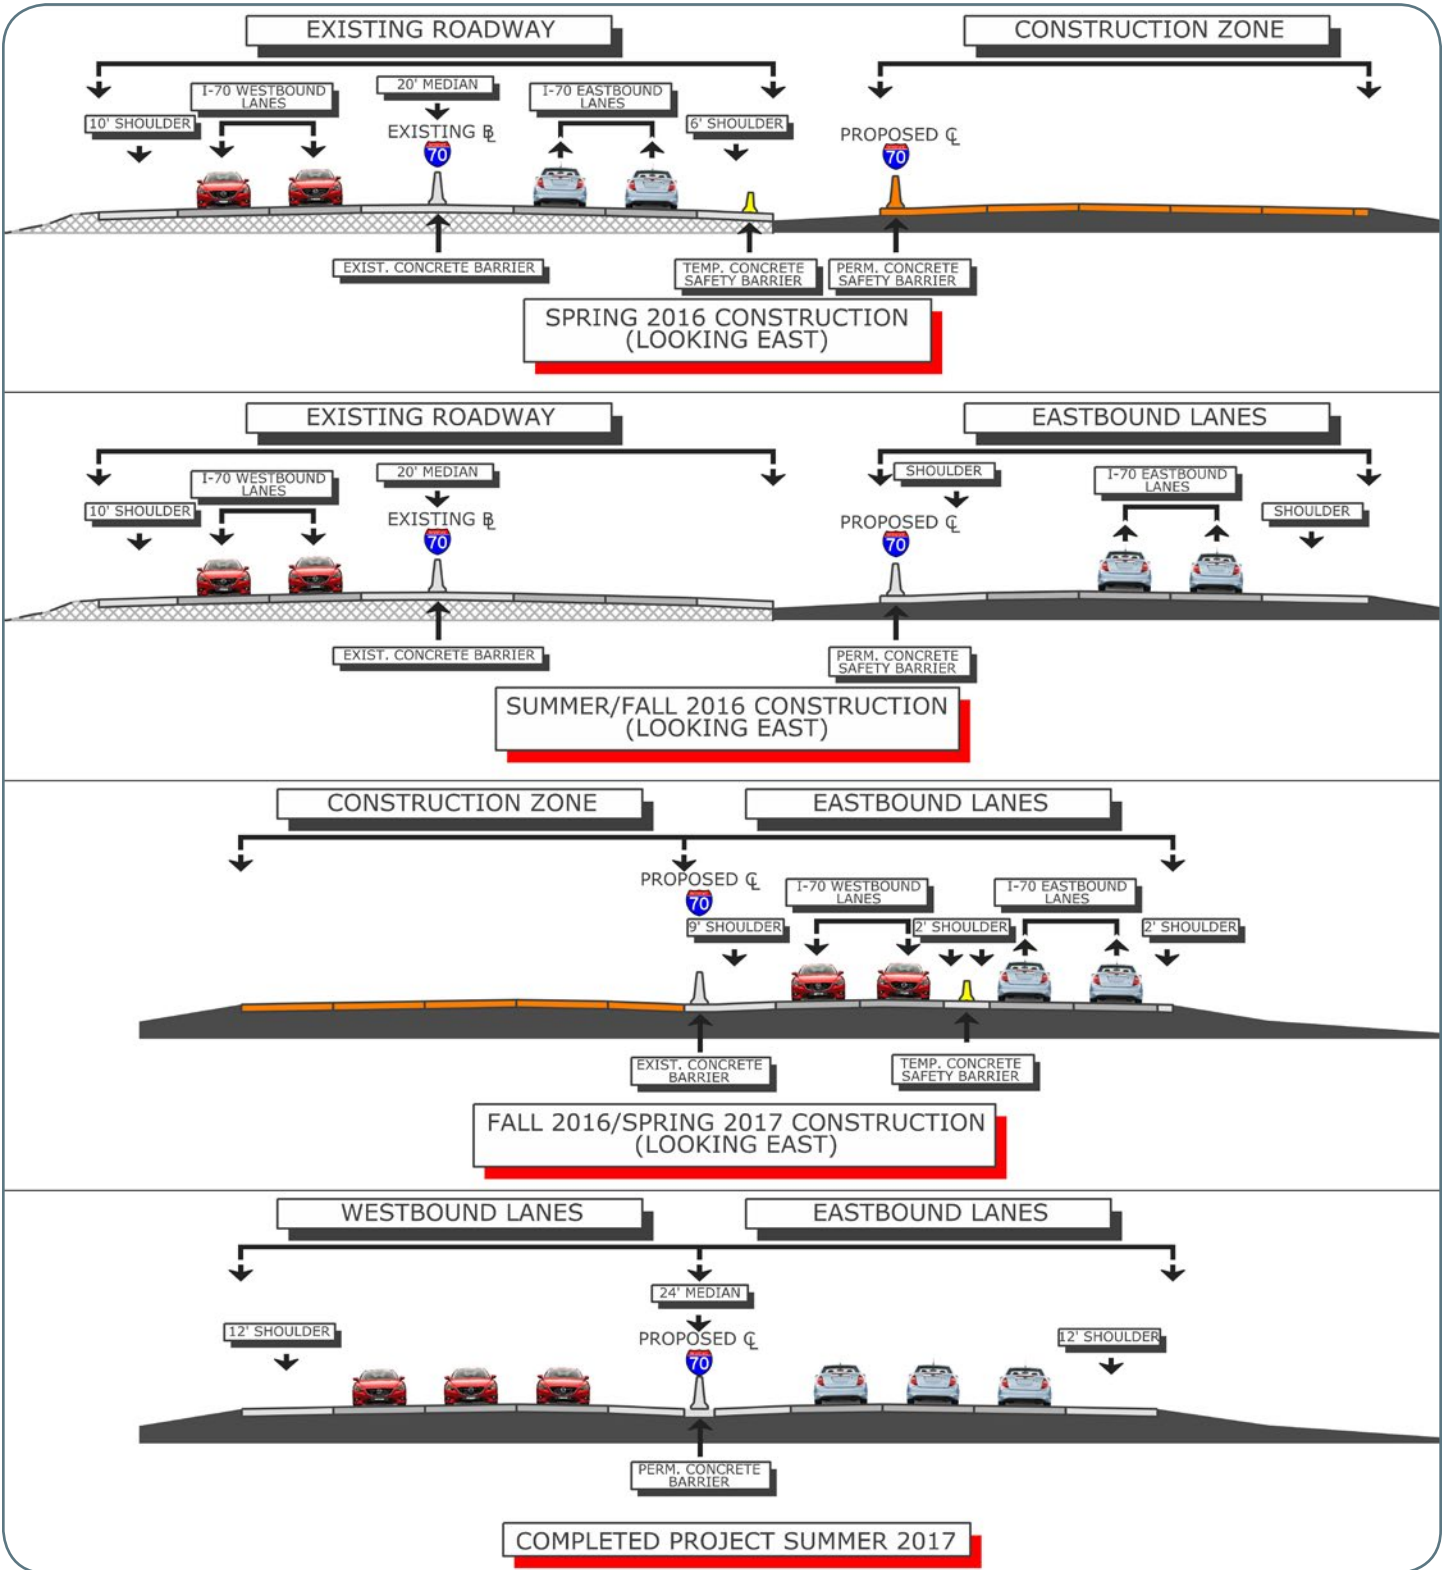 EXISTING ROADWAY
CONSTRUCTION ZONE
I-70 WESTBOUND
LANES
20' MEDIAN
I-70 EASTBOUND
LANES
10' SHOULDER
EXISTING BL
6' SHOULDER
PROPOSED CL
70
70
EXIST. CONCRETE BARRIER
TEMP. CONCRETE
SAFETY BARRIER
PERM. CONCRETE
SAFETY BARRIER
SPRING 2016 CONSTRUCTION
(LOOKING EAST)
EXISTING ROADWAY
EASTBOUND LANES
I-70 WESTBOUND
LANES
20' MEDIAN
SHOULDER
I-70 EASTBOUND
LANES
10' SHOULDER
EXISTING BL
PROPOSED CL
SHOULDER
70
70
EXIST. CONCRETE BARRIER
PERM. CONCRETE
SAFETY BARRIER
SUMMER/FALL 2016 CONSTRUCTION
(LOOKING EAST)
CONSTRUCTION ZONE
EASTBOUND LANES
PROPOSED CL
70
I-70 WESTBOUND
LANES
I-70 EASTBOUND
LANES
9' SHOULDER
2' SHOULDER
2' SHOULDER
EXIST. CONCRETE
BARRIER
TEMP. CONCRETE
SAFETY BARRIER
FALL 2016/SPRING 2017 CONSTRUCTION
(LOOKING EAST)
WESTBOUND LANES
EASTBOUND LANES
24' MEDIAN
12' SHOULDER
PROPOSED CL
12' SHOULDER
70
PERM. CONCRETE
BARRIER
COMPLETED PROJECT SUMMER 2017